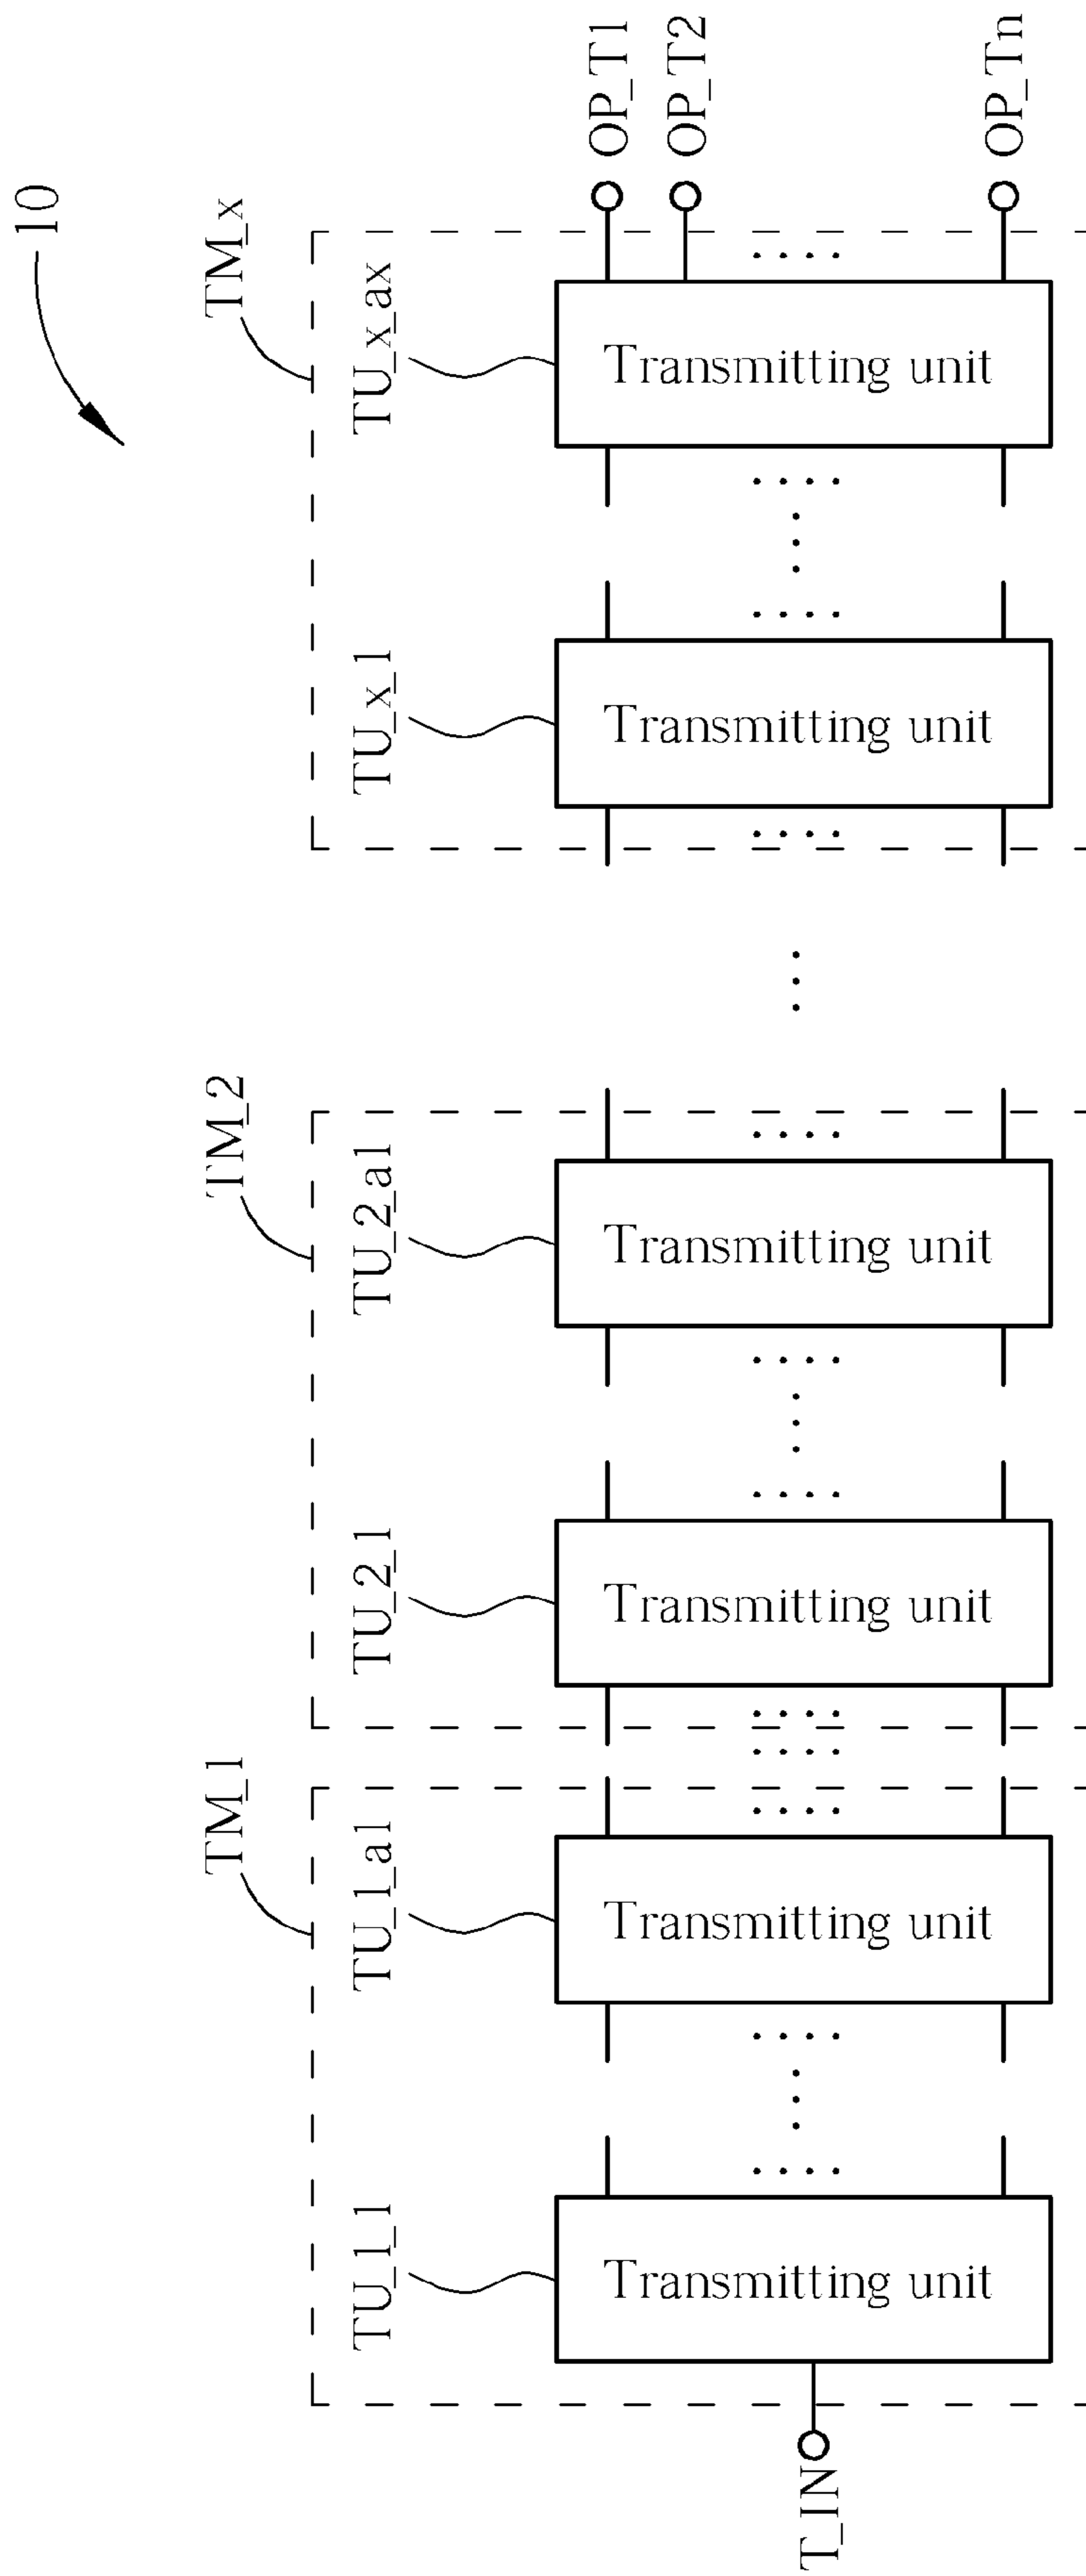 10
TM_x
TU_x_ax
Transmitting unit
OP_T1
OP_T2
OP_Tn
TU_x_1
Transmitting unit
TM_2
TU_2_a1
Transmitting unit
TU_2_1
Transmitting unit
TM_1
TU_1_a1
Transmitting unit
TU_1_1
Transmitting unit
T_IN